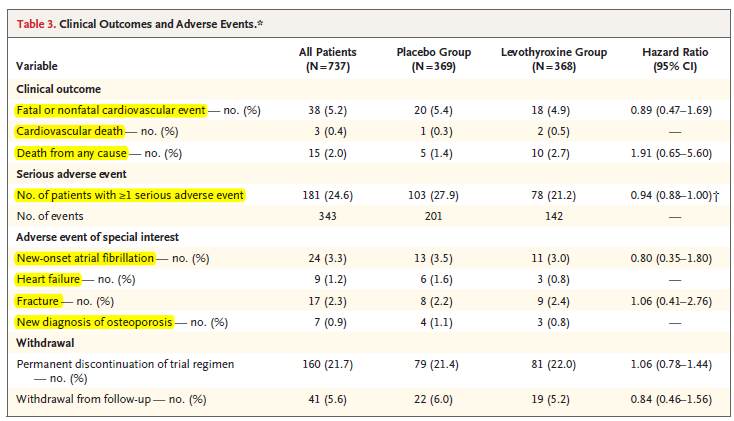 Table 3. Clinical Outcomes and Adverse Events.*
Variable All Patients (N=737) Placebo Group (N=369) Levothyroxine Group (N=368) Hazard Ratio (95% CI)
Clinical outcome
Fatal or nonfatal cardiovascular event — no. (%) 38 (5.2) 20 (5.4) 18 (4.9) 0.89 (0.47–1.69)
Cardiovascular death — no. (%) 3 (0.4) 1 (0.3) 2 (0.5) —
Death from any cause — no. (%) 15 (2.0) 5 (1.4) 10 (2.7) 1.91 (0.65–5.60)
Serious adverse event
No. of patients with ≥1 serious adverse event 181 (24.6) 103 (27.9) 78 (21.2) 0.94 (0.88–1.00)†
No. of events 343 201 142 —
Adverse event of special interest
New-onset atrial fibrillation — no. (%) 24 (3.3) 13 (3.5) 11 (3.0) 0.80 (0.35–1.80)
Heart failure — no. (%) 9 (1.2) 6 (1.6) 3 (0.8) —
Fracture — no. (%) 17 (2.3) 8 (2.2) 9 (2.4) 1.06 (0.41–2.76)
New diagnosis of osteoporosis — no. (%) 7 (0.9) 4 (1.1) 3 (0.8) —
Withdrawal
Permanent discontinuation of trial regimen 160 (21.7) 79 (21.4) 81 (22.0) 1.06 (0.78–1.44)
— no. (%)
Withdrawal from follow-up — no. (%) 41 (5.6) 22 (6.0) 19 (5.2) 0.84 (0.46–1.56)